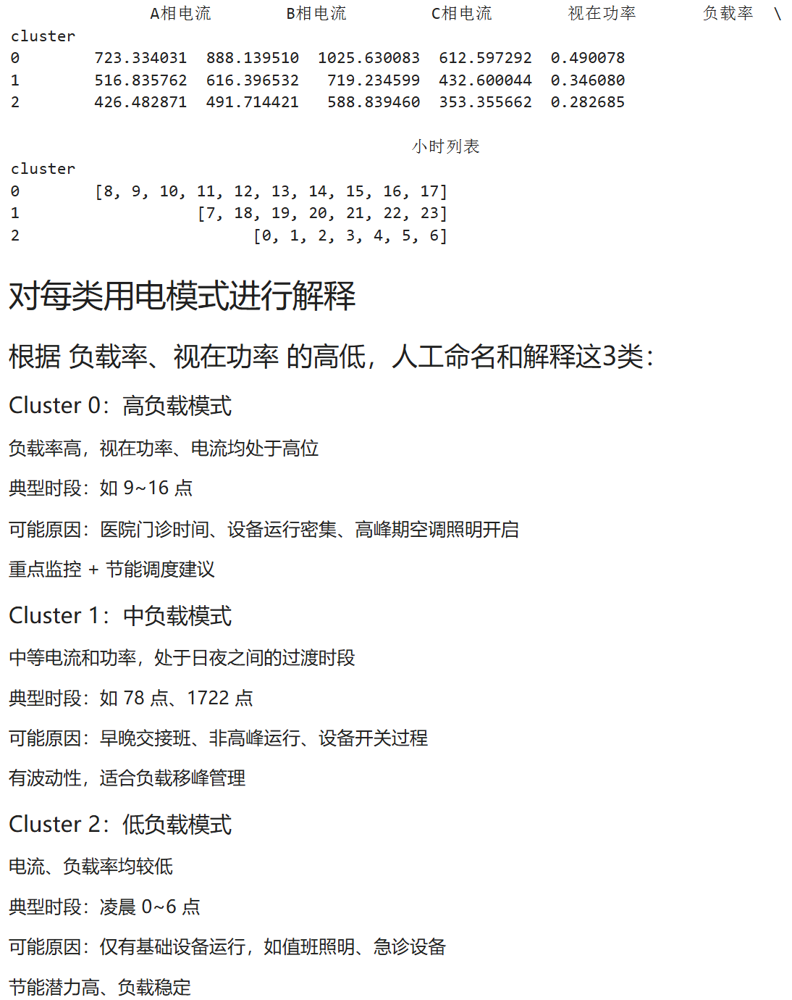 A相电流 B相电流 C相电流 视在功率 负载率 \
cluster
0 723.334031 888.139510 1025.630083 612.597292 0.490078
1 516.835762 616.396532 719.234599 432.600044 0.346080
2 426.482871 491.714421 588.839460 353.355662 0.282685
小时列表
cluster
0 [8, 9, 10, 11, 12, 13, 14, 15, 16, 17]
1 [7, 18, 19, 20, 21, 22, 23]
2 [0, 1, 2, 3, 4, 5, 6]
对每类用电模式进行解释
根据 负载率、视在功率 的高低，人工命名和解释这3类：
Cluster 0：高负载模式
负载率高，视在功率、电流均处于高位
典型时段：如 9~16 点
可能原因：医院门诊时间、设备运行密集、高峰期空调照明开启
重点监控 + 节能调度建议
Cluster 1：中负载模式
中等电流和功率，处于日夜之间的过渡时段
典型时段：如 78 点、1722 点
可能原因：早晚交接班、非高峰运行、设备开关过程
有波动性，适合负载移峰管理
Cluster 2：低负载模式
电流、负载率均较低
典型时段：凌晨 0~6 点
可能原因：仅有基础设备运行，如值班照明、急诊设备
节能潜力高、负载稳定